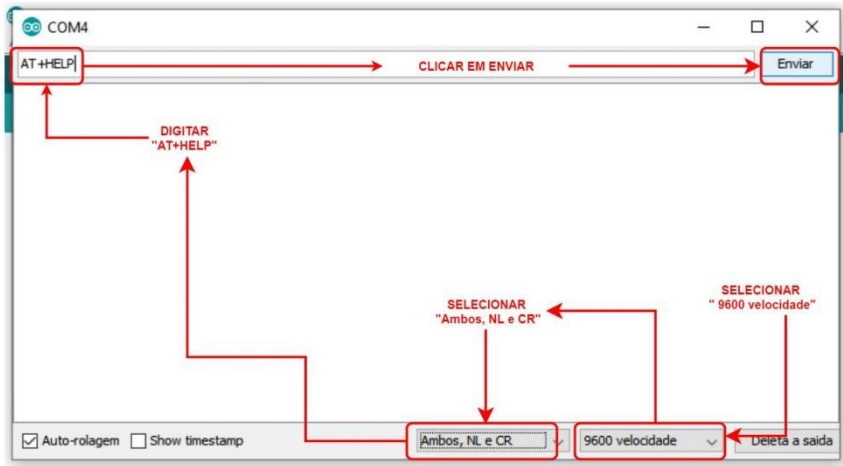 COM4
AT+HELP
CLICAR EM ENVIAR
Enviar
DIGITAR
"AT+HELP"
SELECIONAR
" 9600 velocidade"
SELECIONAR
"Ambos, NL e CR"
Auto-rolagem
Show timestamp
Ambos, NL e CR
9600 velocidade
Deleta a saida